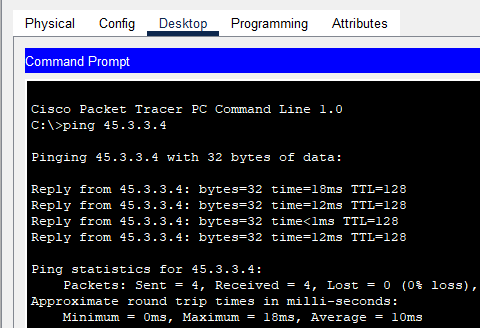 Physical Config Desktop Programming Attributes
Command Prompt
Cisco Packet Tracer PC Command Line 1.0
C:\>ping 45.3.3.4
Pinging 45.3.3.4 with 32 bytes of data:
Reply from 45.3.3.4: bytes=32 time=18ms TTL=128
Reply from 45.3.3.4: bytes=32 time=12ms TTL=128
Reply from 45.3.3.4: bytes=32 time<1ms TTL=128
Reply from 45.3.3.4: bytes=32 time=12ms TTL=128
Ping statistics for 45.3.3.4:
Packets: Sent = 4, Received = 4, Lost = 0 (0% loss),
Approximate round trip times in milli-seconds:
Minimum = 0ms, Maximum = 18ms, Average = 10ms